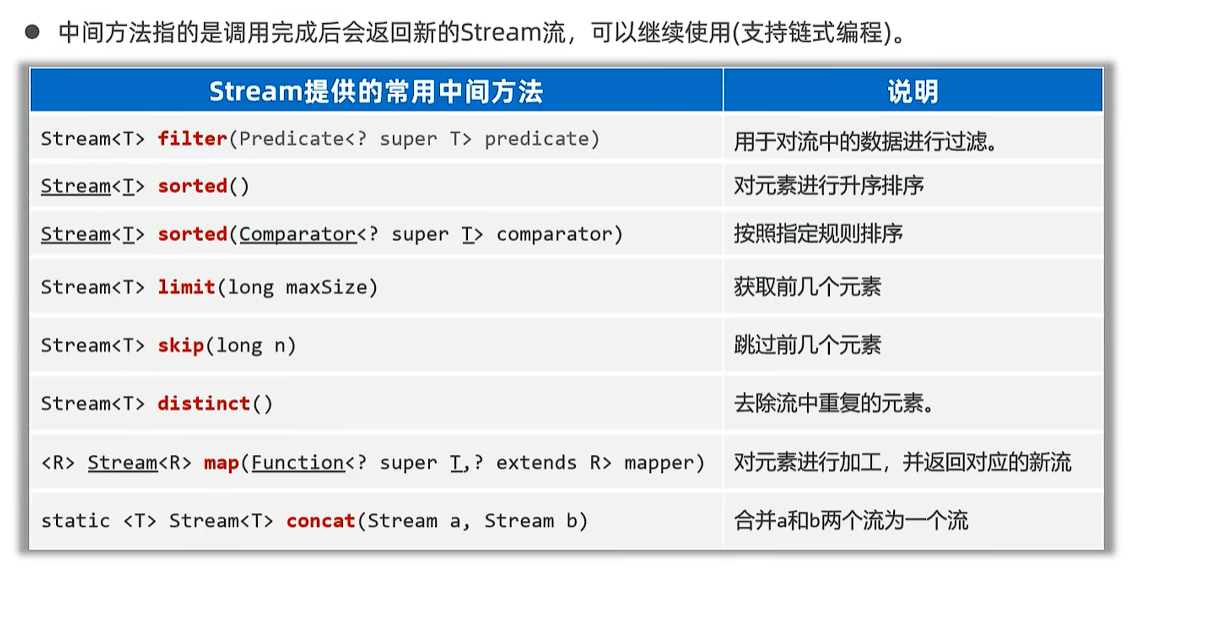 ● 中间方法指的是调用完成后会返回新的Stream流，可以继续使用(支持链式编程)。
Stream提供的常用中间方法 说明
Stream<T> filter(Predicate<? super T> predicate) 用于对流中的数据进行过滤。
Stream<T> sorted() 对元素进行升序排序
Stream<T> sorted(Comparator<? super T> comparator) 按照指定规则排序
Stream<T> limit(long maxSize) 获取前几个元素
Stream<T> skip(long n) 跳过前几个元素
Stream<T> distinct() 去除流中重复的元素。
<R> Stream<R> map(Function<? super T,? extends R> mapper) 对元素进行加工，并返回对应的新流
static <T> Stream<T> concat(Stream a, Stream b) 合并a和b两个流为一个流